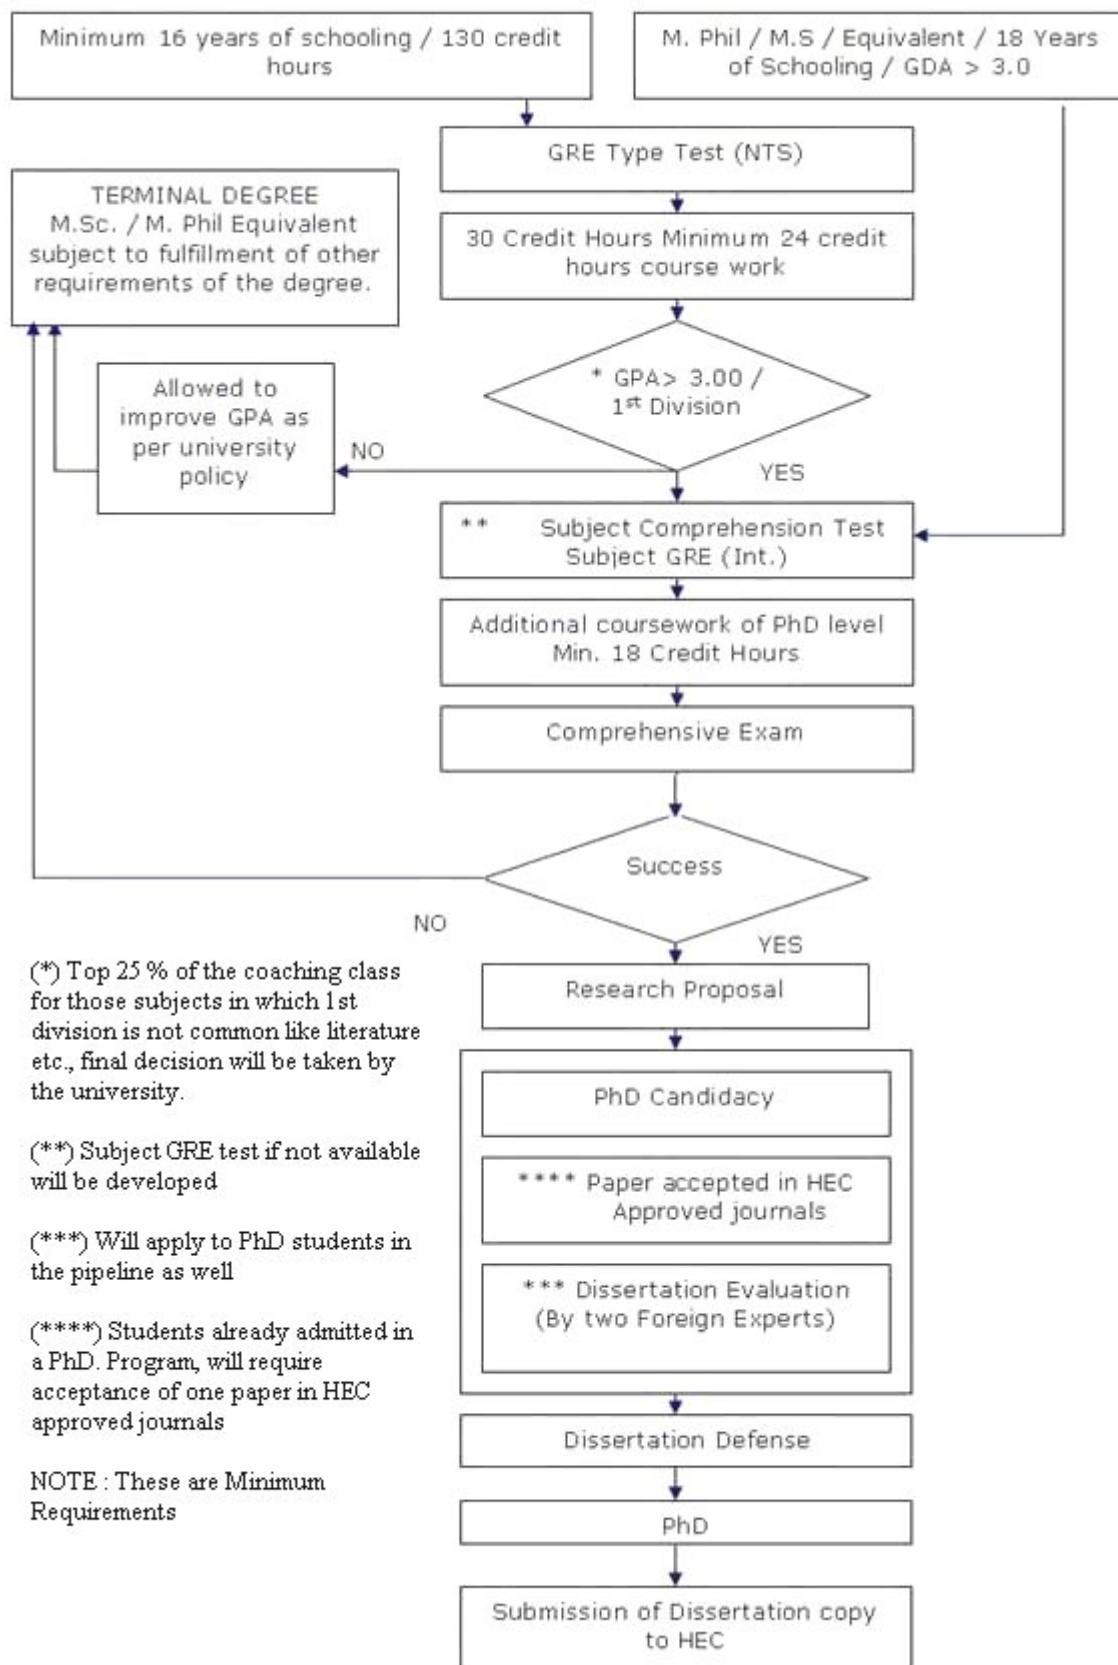 Minimum 16 years of schooling / 130 credit
hours
M. Phil / M.S / Equivalent / 18 Years
of Schooling / GDA > 3.0
GRE Type Test (NTS)
TERMINAL DEGREE
M.Sc. / M. Phil Equivalent
subject to fulfillment of other
requirements of the degree.
30 Credit Hours Minimum 24 credit
hours course work
* GPA> 3.00 /
1st Division
Allowed to
improve GPA as
per university
policy
NO
YES
** Subject Comprehension Test
Subject GRE (Int.)
Additional coursework of PhD level
Min. 18 Credit Hours
Comprehensive Exam
Success
NO
YES
Research Proposal
PhD Candidacy
**** Paper accepted in HEC
Approved journals
*** Dissertation Evaluation
(By two Foreign Experts)
Dissertation Defense
PhD
Submission of Dissertation copy
to HEC
(*) Top 25 % of the coaching class
for those subjects in which 1st
division is not common like literature
etc., final decision will be taken by
the university.
(**) Subject GRE test if not available
will be developed
(***) Will apply to PhD students in
the pipeline as well
(****) Students already admitted in
a PhD. Program, will require
acceptance of one paper in HEC
approved journals
NOTE : These are Minimum
Requirements